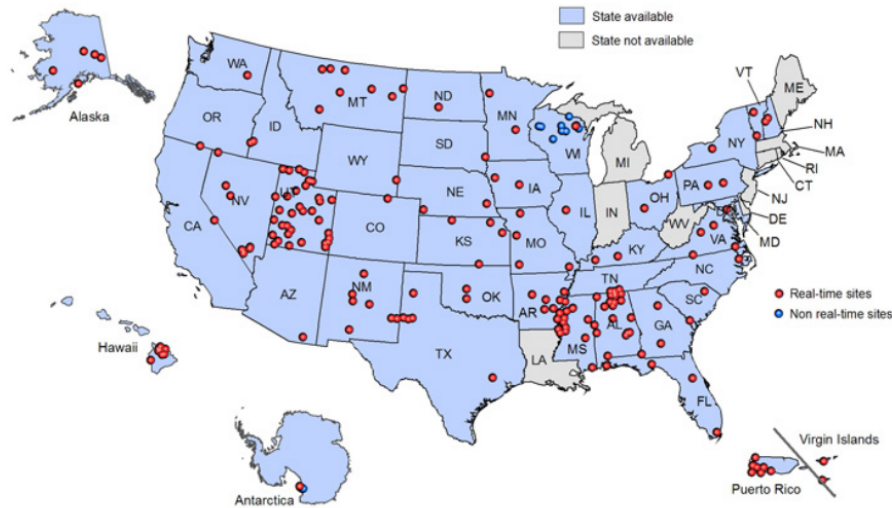 State available
State not available
Alaska
WA
MT
ND
MN
VT
ME
OR
ID
WY
SD
WI
MI
NY
NH
MA
RI
CT
NJ
DE
MD
NV
UT
NE
IA
IL
IN
OH
PA
WV
VA
CA
CO
KS
MO
KY
NC
AZ
NM
OK
AR
TN
SC
TX
LA
MS
AL
GA
FL
Real-time sites
Non real-time sites
Hawaii
Antarctica
Virgin Islands
Puerto Rico